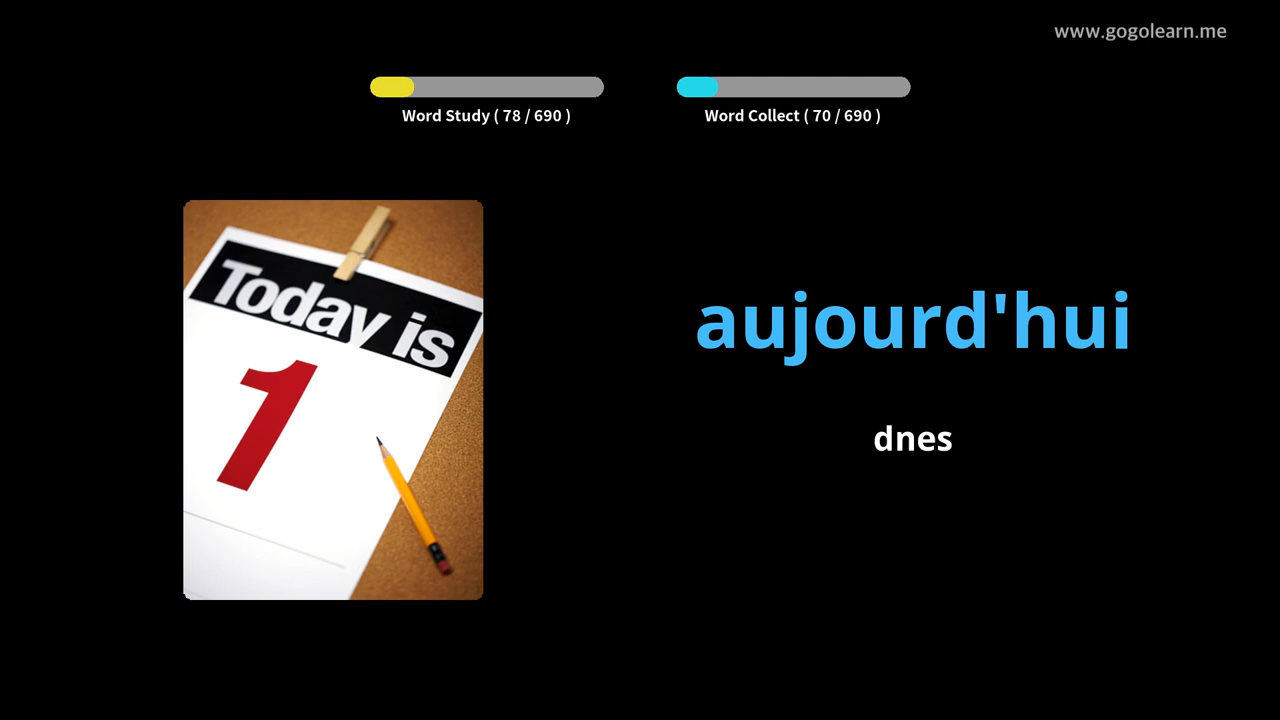 www.gogolearn.me
Word Study ( 78 / 690 )
Word Collect ( 70 / 690 )
Today is
1
aujourd'hui
dnes